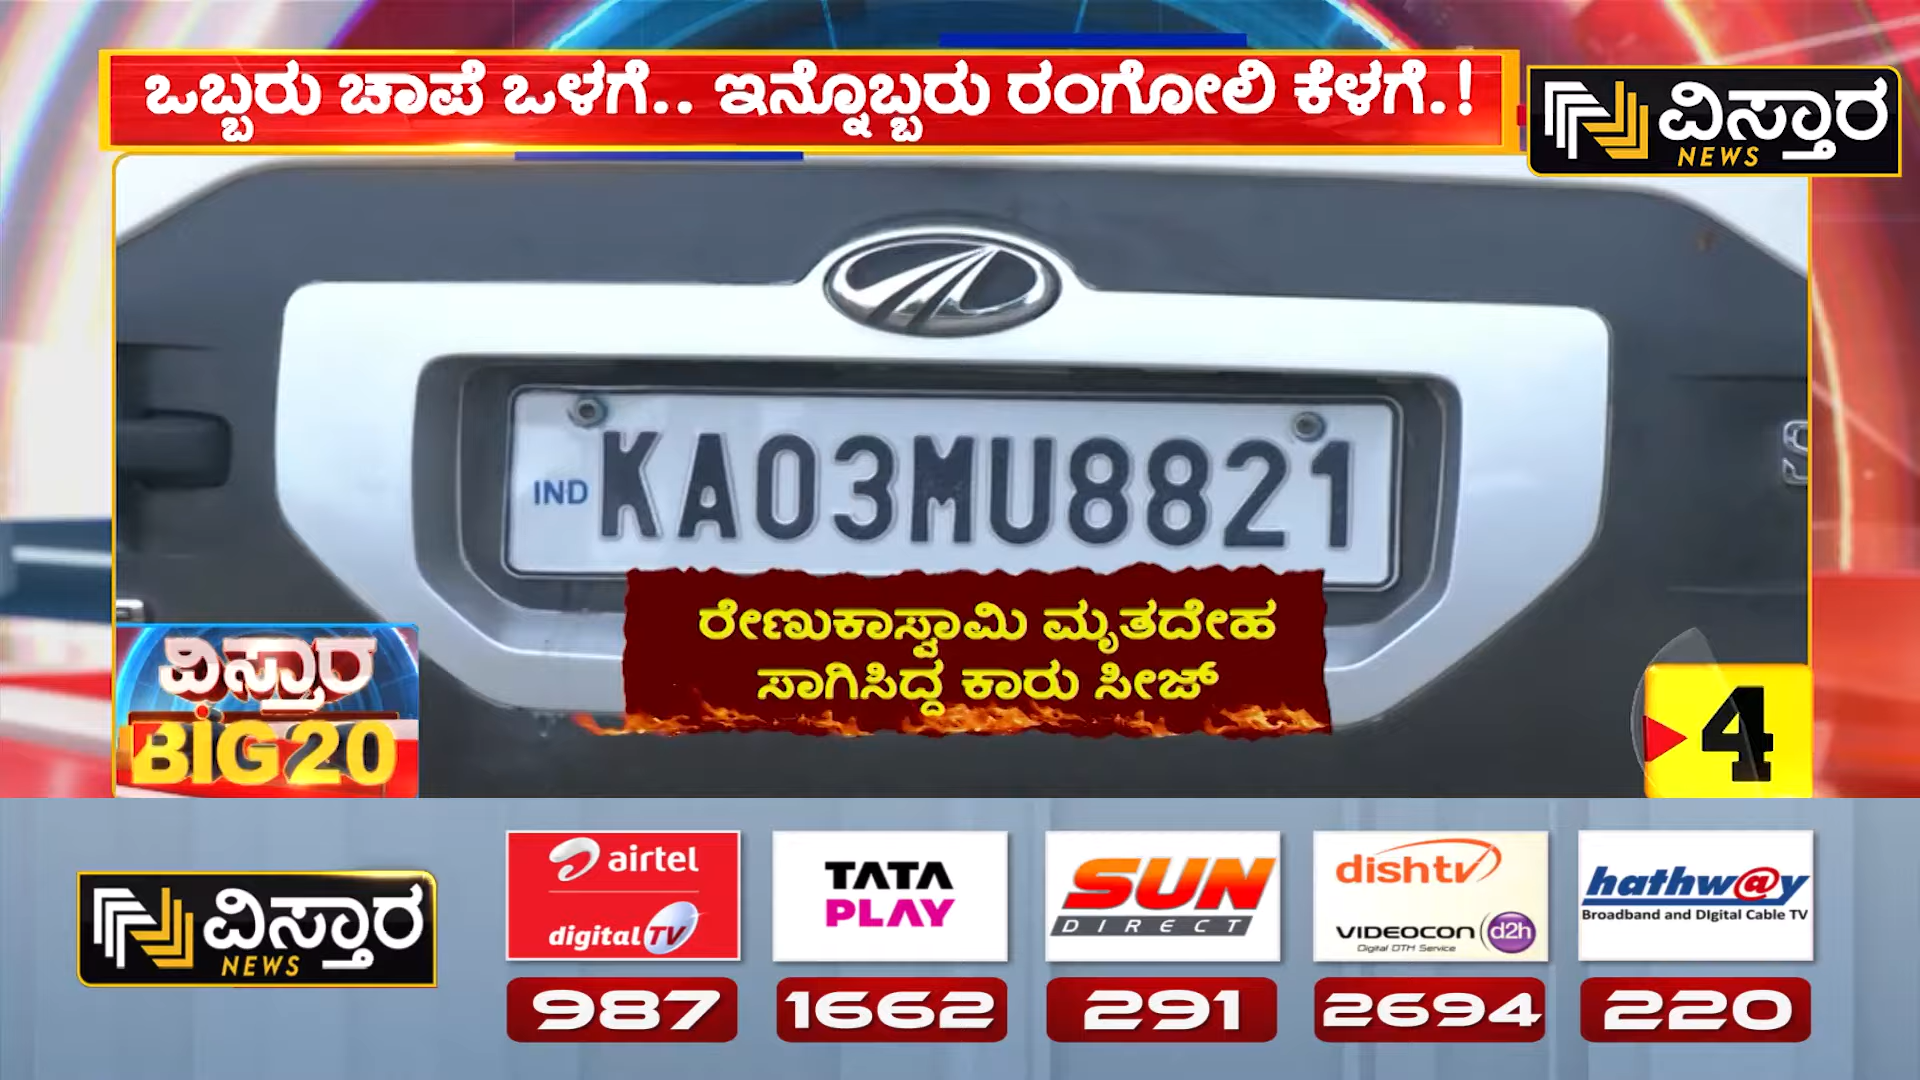 ಒಬ್ಬರು ಚಾಪೆ ಒಳಗೆ.. ಇನ್ನೊಬ್ಬರು ರಂಗೋಲಿ ಕೆಳಗೆ.!
ವಿಸ್ತಾರ
NEWS
IND KA03MU8821
ರೇಣುಕಾಸ್ವಾಮಿ ಮೃತದೇಹ
ಸಾಗಿಸಿದ್ದ ಕಾರು ಸೀಜ್
ವಿಸ್ತಾರ
BIG 20
4
ವಿಸ್ತಾರ
NEWS
airtel
digital TV
987
TATA
PLAY
1662
SUN
DIRECT
291
dishtv
VIDEOCON d2h
Digital DTH Service
2694
hathw@y
Broadband and Digital Cable TV
220